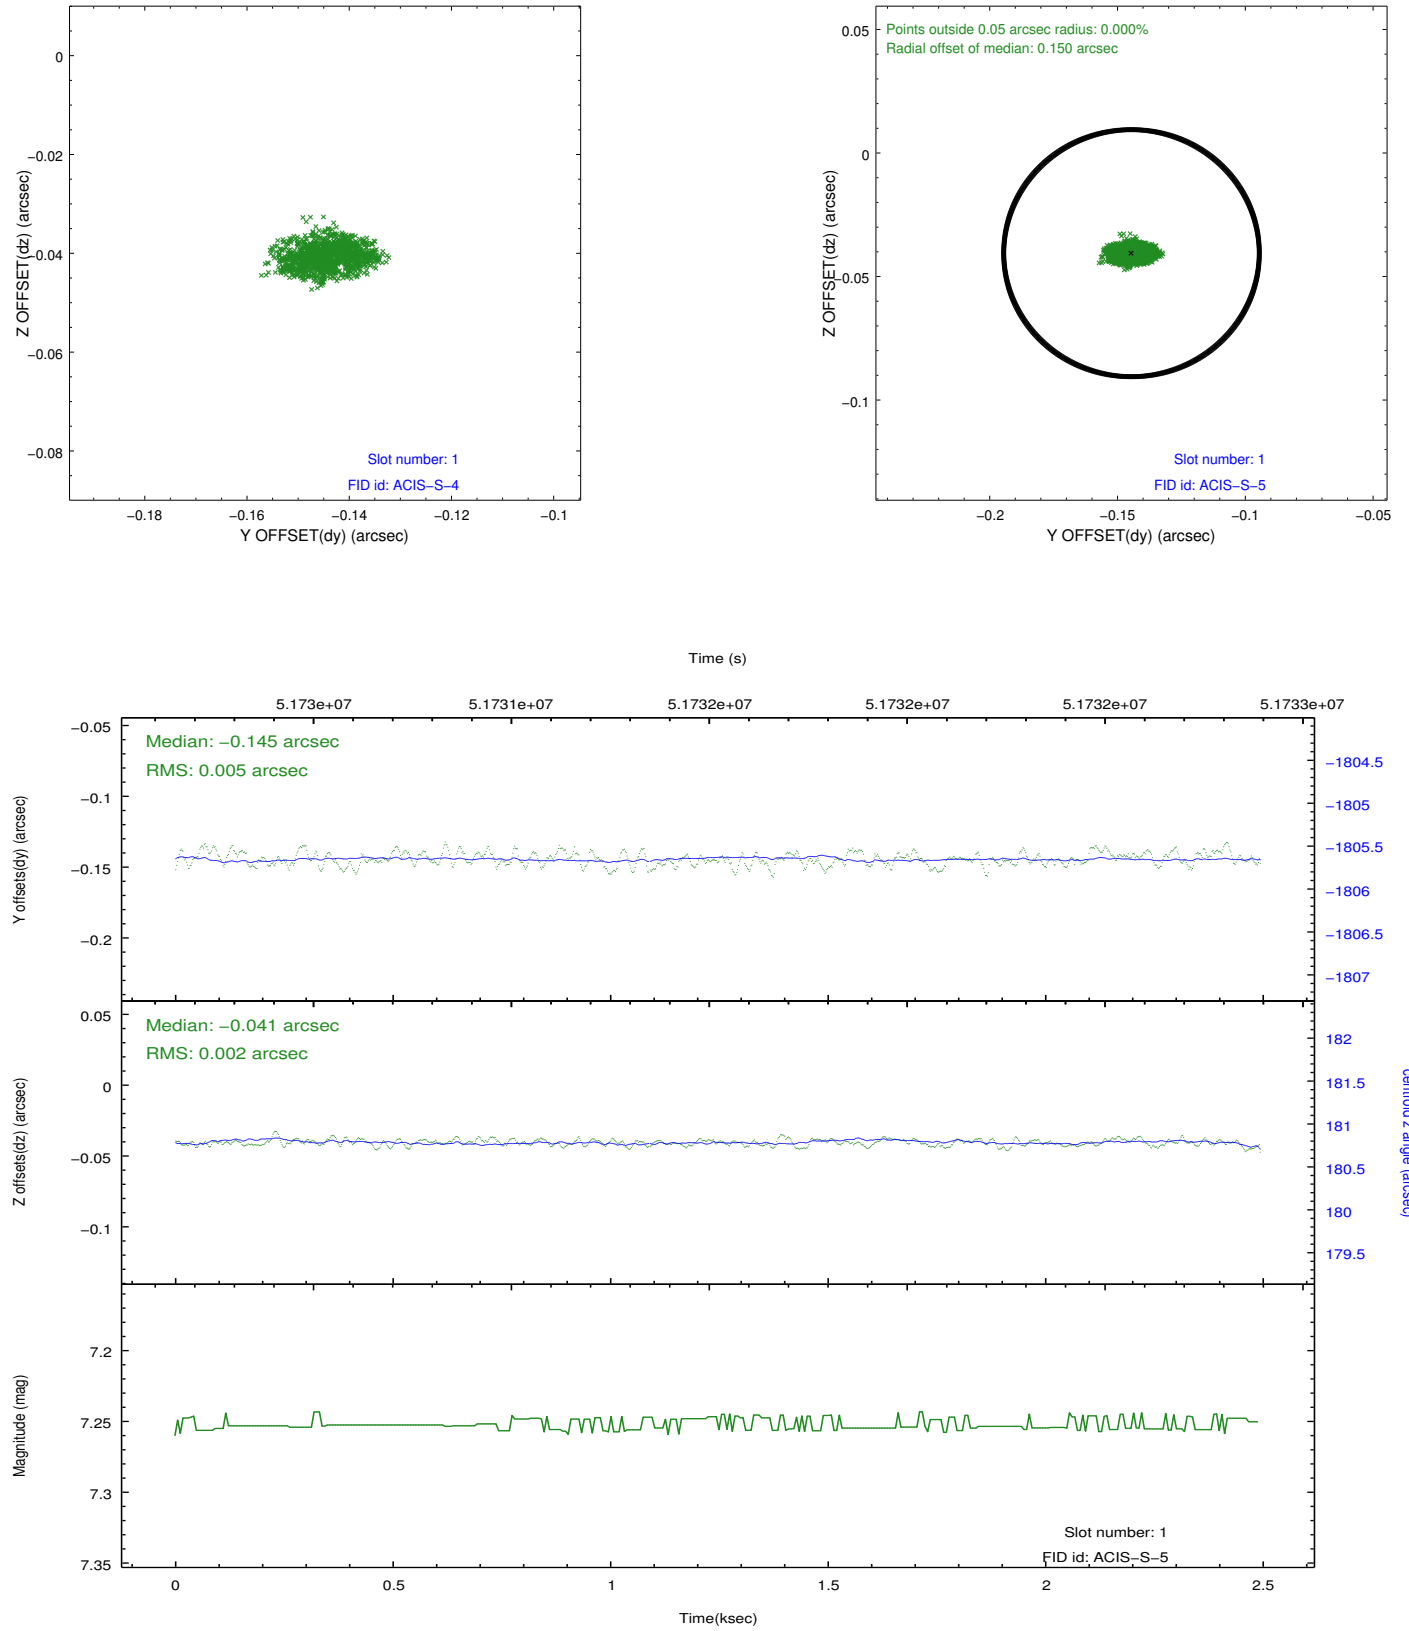 0
−0.02
−0.04
−0.06
−0.08
Z OFFSET(dz) (arcsec)
Slot number: 1
FID id: ACIS−S−4
−0.18 −0.16 −0.14 −0.12 −0.1
Y OFFSET(dy) (arcsec)
Points outside 0.05 arcsec radius: 0.000%
Radial offset of median: 0.150 arcsec
0.05
0
−0.05
−0.1
Z OFFSET(dz) (arcsec)
Slot number: 1
FID id: ACIS−S−5
−0.2 −0.15 −0.1 −0.05
Y OFFSET(dy) (arcsec)
Time (s)
5.173e+07 5.1731e+07 5.1732e+07 5.1732e+07 5.1732e+07 5.1733e+07
Median: −0.145 arcsec
RMS: 0.005 arcsec
−0.05
−0.1
−0.15
−0.2
Y offsets(dy) (arcsec)
−1804.5
−1805
−1805.5
−1806
−1806.5
−1807
Median: −0.041 arcsec
RMS: 0.002 arcsec
0.05
0
−0.05
−0.1
Z offsets(dz) (arcsec)
182
181.5
181
180.5
180
179.5
centroid z angle (arcsec)
7.2
7.25
7.3
7.35
Magnitude (mag)
Slot number: 1
FID id: ACIS−S−5
0 0.5 1 1.5 2 2.5
Time(ksec)